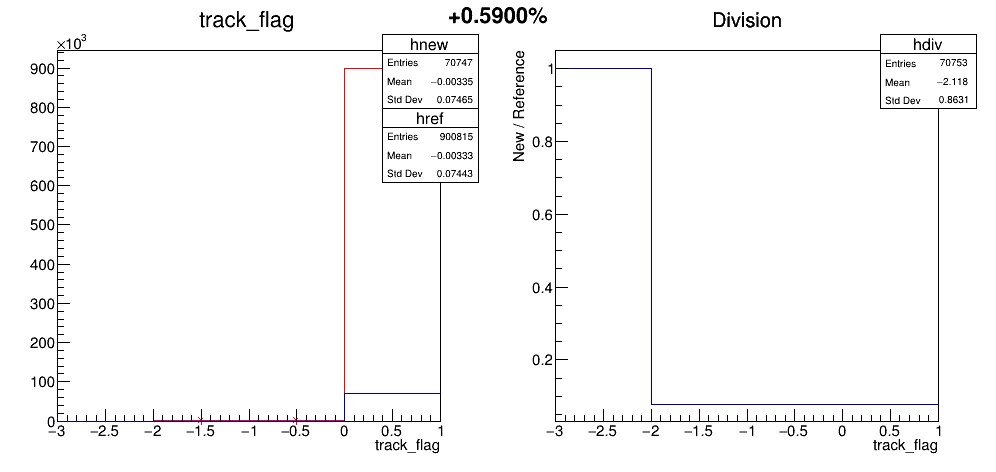 track_flag
+0.5900%
Division
×10³
hnew
Entries 70747
Mean −0.00335
Std Dev 0.07465
href
Entries 900815
Mean −0.00333
Std Dev 0.07443
900
800
700
600
500
400
300
200
100
0
−3 −2.5 −2 −1.5 −1 −0.5 0 0.5 1
track_flag
hdiv
Entries 70753
Mean −2.118
Std Dev 0.8631
New / Reference
1
0.8
0.6
0.4
0.2
−3 −2.5 −2 −1.5 −1 −0.5 0 0.5 1
track_flag